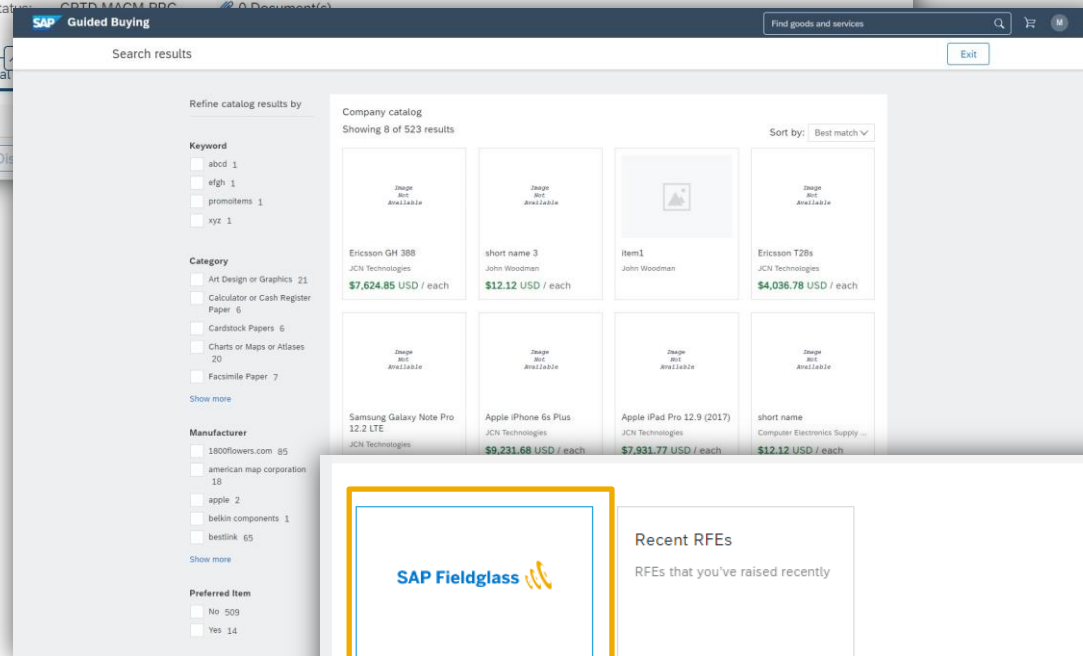 CRTD MACM PRC
0 Document(s)
SAP Guided Buying
Find goods and services
M
Search results
Exit
Refine catalog results by
Keyword
abcd 1
efgh 1
promoitems 1
xyz 1
Category
Art Design or Graphics 21
Calculator or Cash Register
Paper 6
Cardstock Papers 6
Charts or Maps or Atlases
20
Facsimile Paper 7
Show more
Manufacturer
1800flowers.com 85
american map corporation
18
apple 2
belkin components 1
bestlink 65
Show more
Preferred Item
No 509
Yes 14
Company catalog
Showing 8 of 523 results
Sort by: Best match
Image
Not
Available
Ericsson GH 388
JCN Technologies
$7,624.85 USD / each
Image
Not
Available
short name 3
John Woodman
$12.12 USD / each
item1
John Woodman
Image
Not
Available
Ericsson T28s
JCN Technologies
$4,036.78 USD / each
Image
Not
Available
Samsung Galaxy Note Pro
12.2 LTE
JCN Technologies
Image
Not
Available
Apple iPhone 6s Plus
JCN Technologies
$9,231.68 USD / each
Image
Not
Available
Apple iPad Pro 12.9 (2017)
JCN Technologies
$7,931.77 USD / each
Image
Not
Available
short name
Computer Electronics Supply ...
$12.12 USD / each
SAP Fieldglass
Recent RFEs
RFEs that you've raised recently